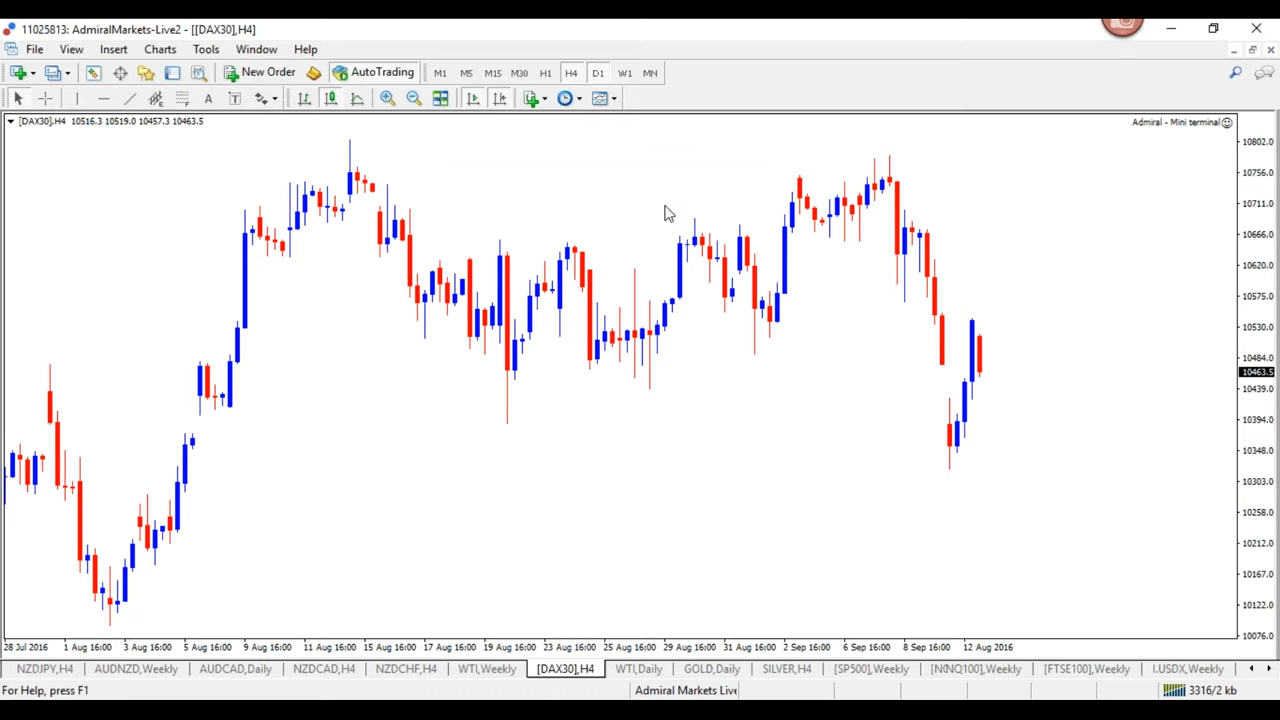 11025813: AdmiralMarkets-Live2 - [[DAX30],H4]
File View Insert Charts Tools Window Help
New Order AutoTrading M1 M5 M15 M30 H1 H4 D1 W1 MN
A T
[DAX30],H4 10516.3 10519.0 10457.3 10463.5 Admiral - Mini terminal
10802.0
10756.0
10711.0
10666.0
10620.0
10575.0
10530.0
10484.0
10463.5
10439.0
10394.0
10348.0
10303.0
10258.0
10212.0
10167.0
10122.0
10076.0
28 Jul 2016 1 Aug 16:00 3 Aug 16:00 5 Aug 16:00 9 Aug 16:00 11 Aug 16:00 15 Aug 16:00 17 Aug 16:00 19 Aug 16:00 23 Aug 16:00 25 Aug 16:00 29 Aug 16:00 31 Aug 16:00 2 Sep 16:00 6 Sep 16:00 8 Sep 16:00 12 Aug 2016
NZDJPY,H4 AUDNZD,Weekly AUDCAD,Daily NZDCAD,H4 NZDCHF,H4 WTI,Weekly [DAX30],H4 WTI,Daily GOLD,Daily SILVER,H4 [SP500],Weekly [NXNQ100],Weekly [FTSE100],Weekly I.USDX,Weekly
For Help, press F1 Admiral Markets Live 3316/2 kb